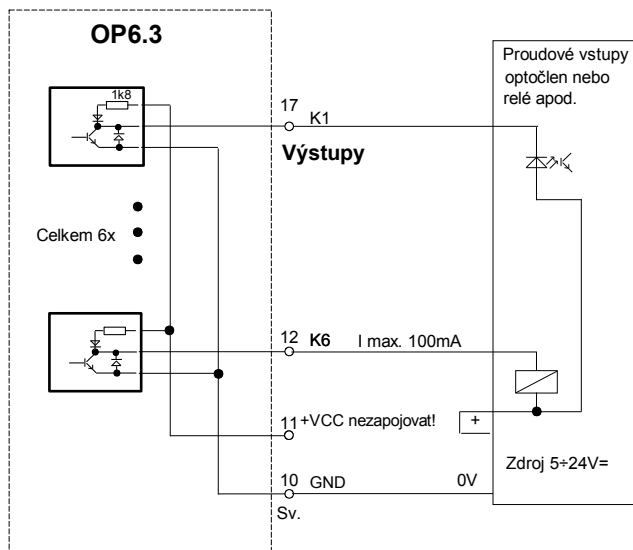 OP6.3
Proudové vstupy
optočlen nebo
relé apod.
1k8
17
K1
Výstupy
Celkem 6x
12
K6
I max. 100mA
11
+VCC nezapojovat!
+
Zdroj 5÷24V=
10
GND
0V
Sv.